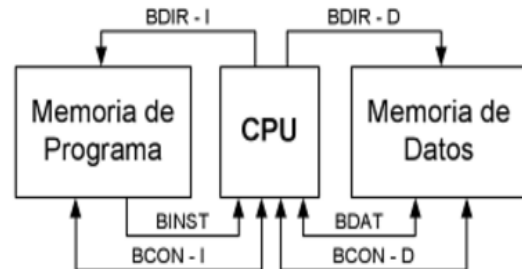 BDIR - I
BDIR - D
Memoria de
Programa
CPU
Memoria de
Datos
BINST
BDAT
BCON - I
BCON - D